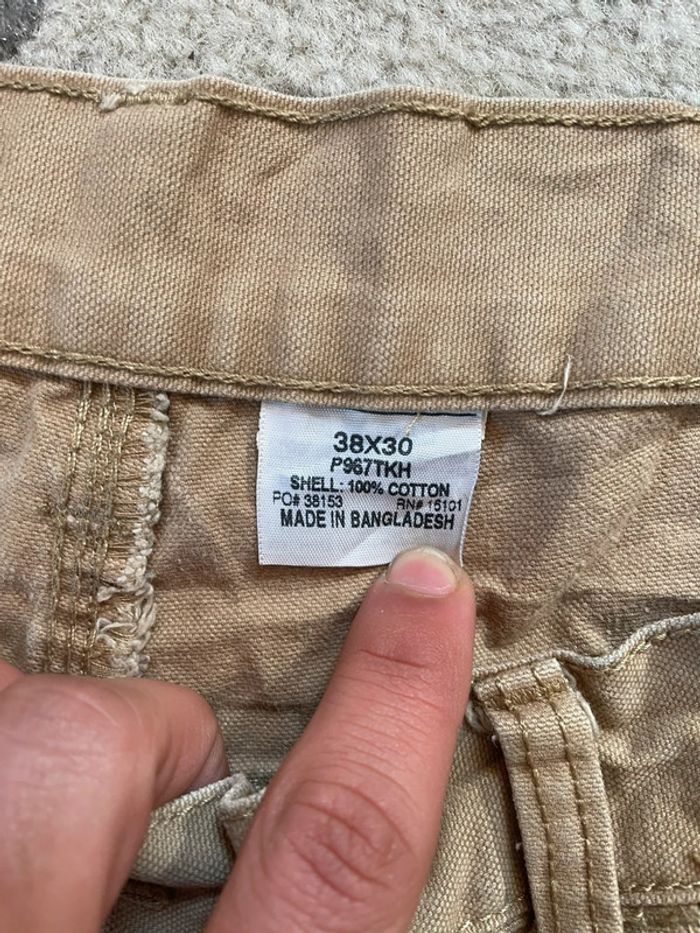 38X30
P967TKH
SHELL: 100% COTTON
PO# 38153 RN# 15101
MADE IN BANGLADESH